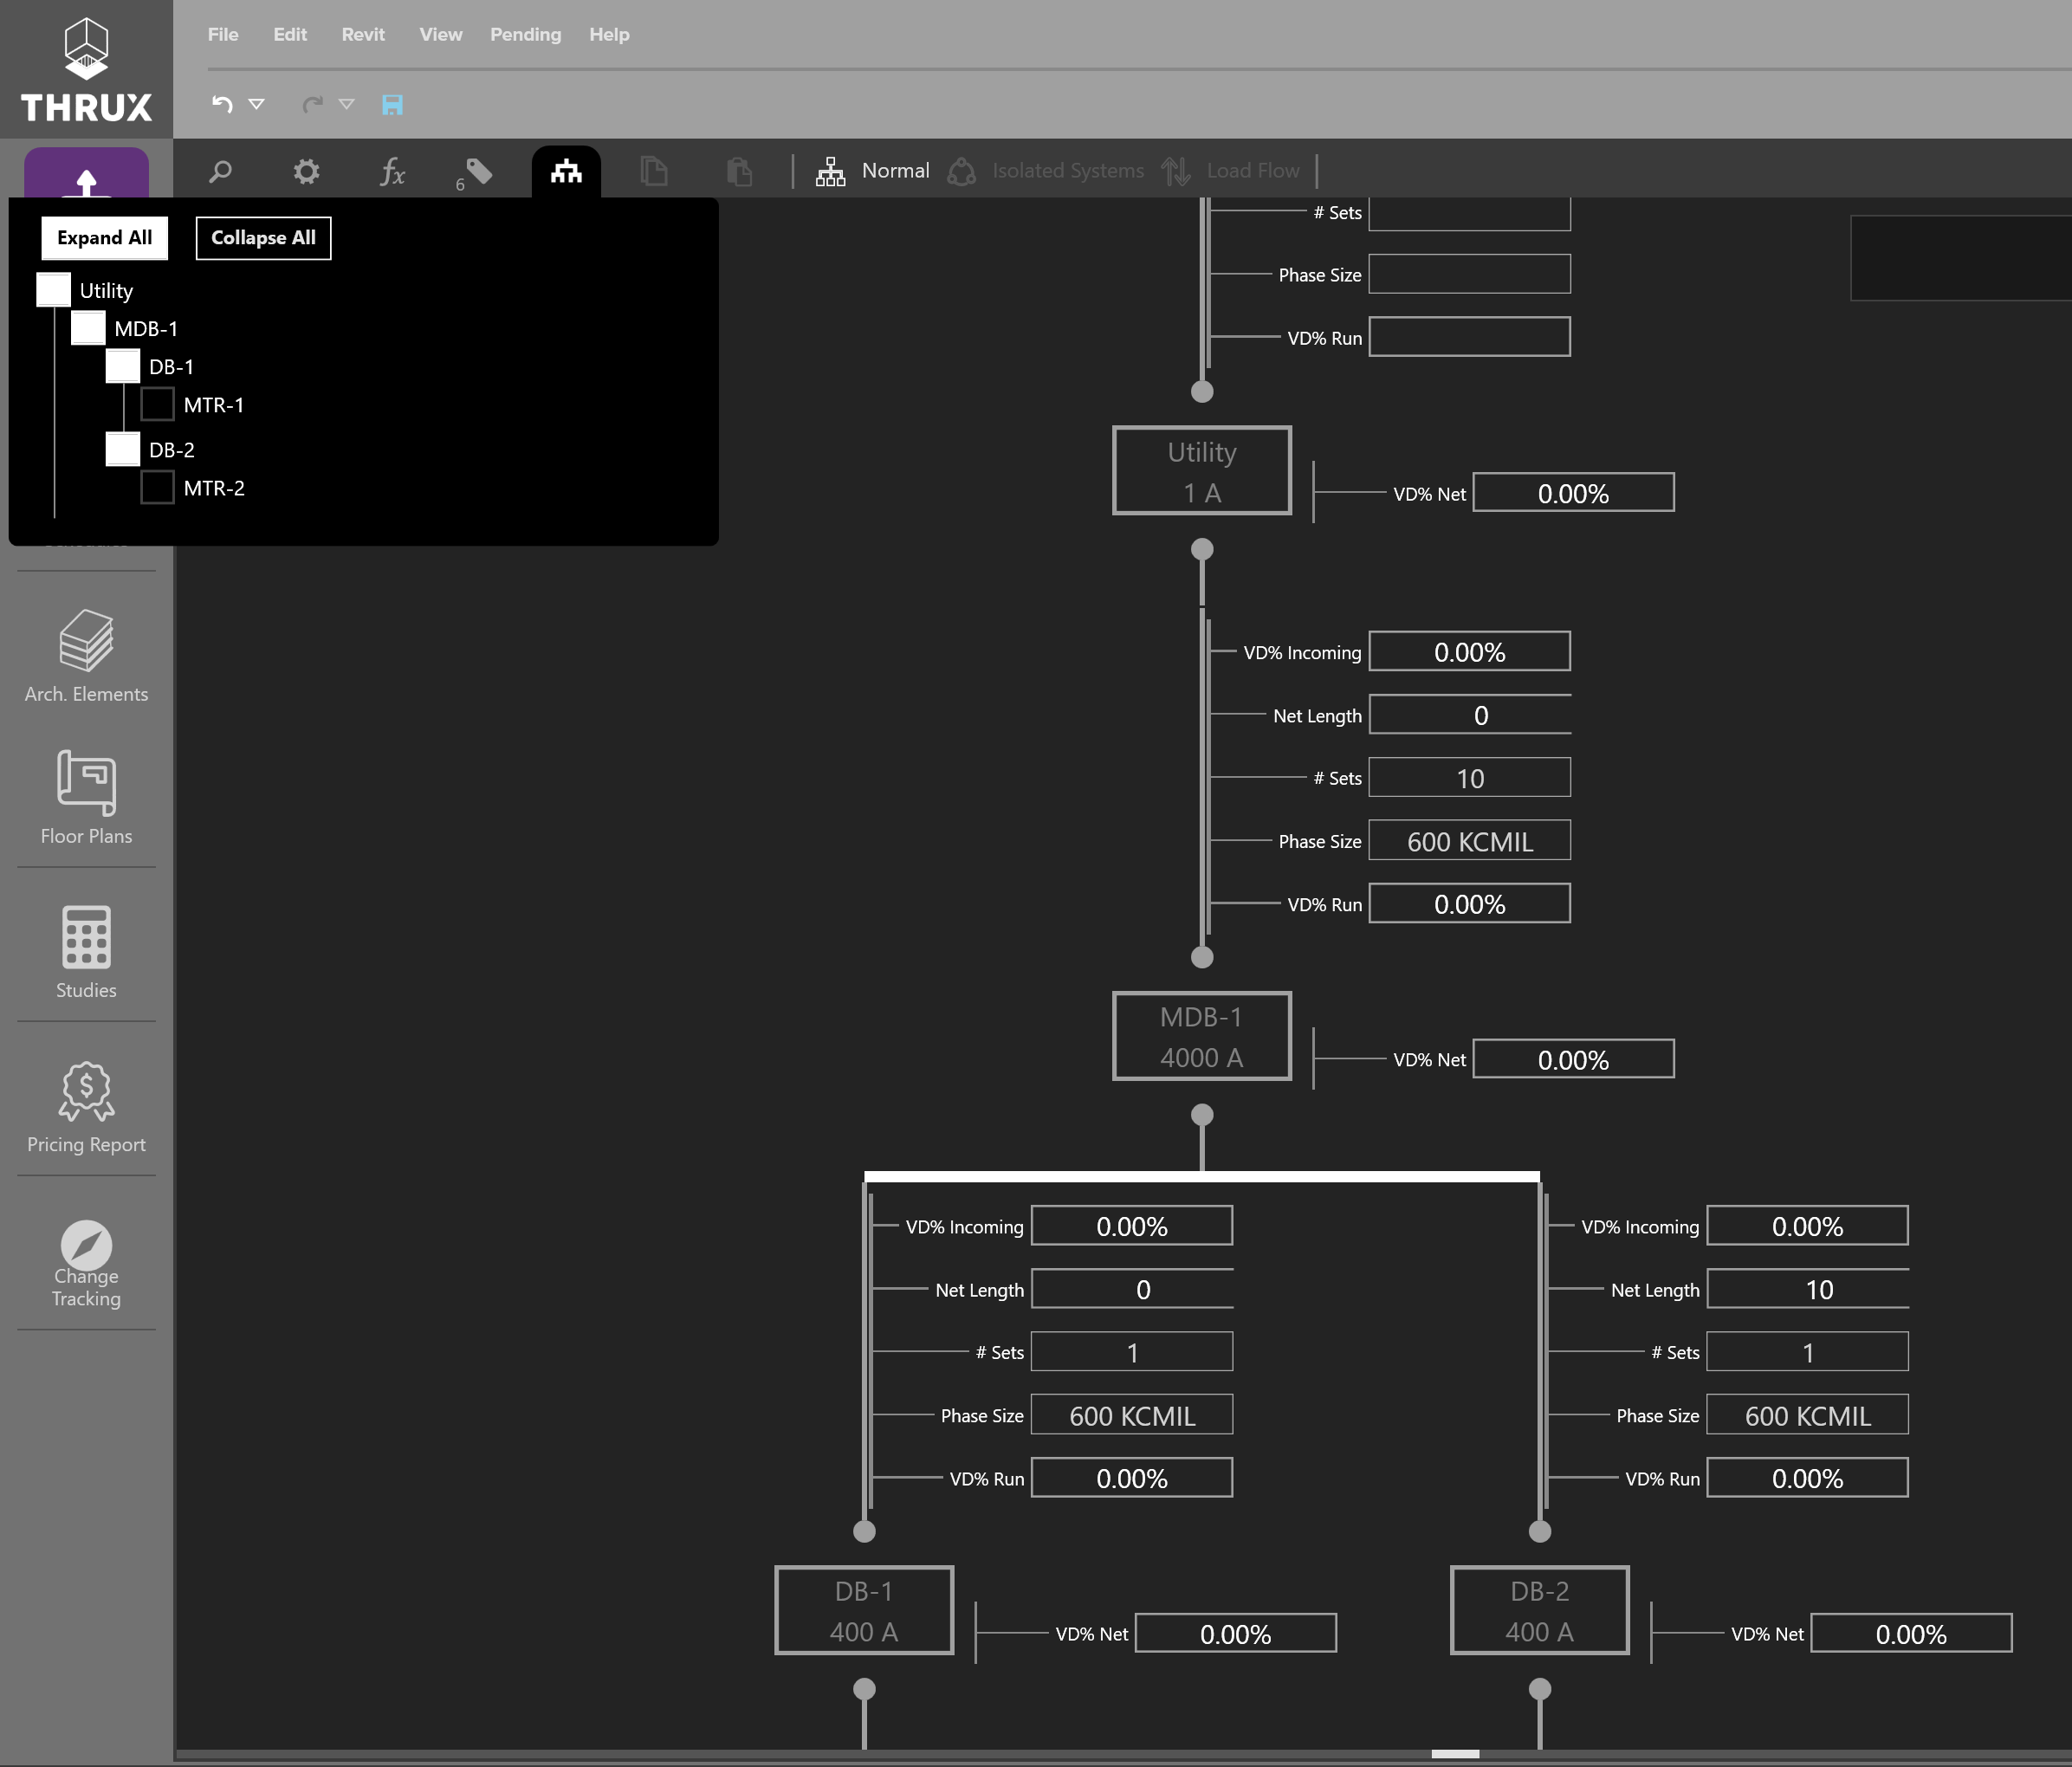 THRUX
File Edit Revit View Pending Help
6
Normal Isolated Systems Load Flow
Expand All Collapse All
Utility
MDB-1
DB-1
MTR-1
DB-2
MTR-2
Arch. Elements
Floor Plans
Studies
Pricing Report
Change
Tracking
# Sets
Phase Size
VD% Run
Utility
1 A
VD% Net 0.00%
VD% Incoming 0.00%
Net Length 0
# Sets 10
Phase Size 600 KCMIL
VD% Run 0.00%
MDB-1
4000 A
VD% Net 0.00%
VD% Incoming 0.00%
Net Length 0
# Sets 1
Phase Size 600 KCMIL
VD% Run 0.00%
DB-1
400 A
VD% Net 0.00%
VD% Incoming 0.00%
Net Length 10
# Sets 1
Phase Size 600 KCMIL
VD% Run 0.00%
DB-2
400 A
VD% Net 0.00%